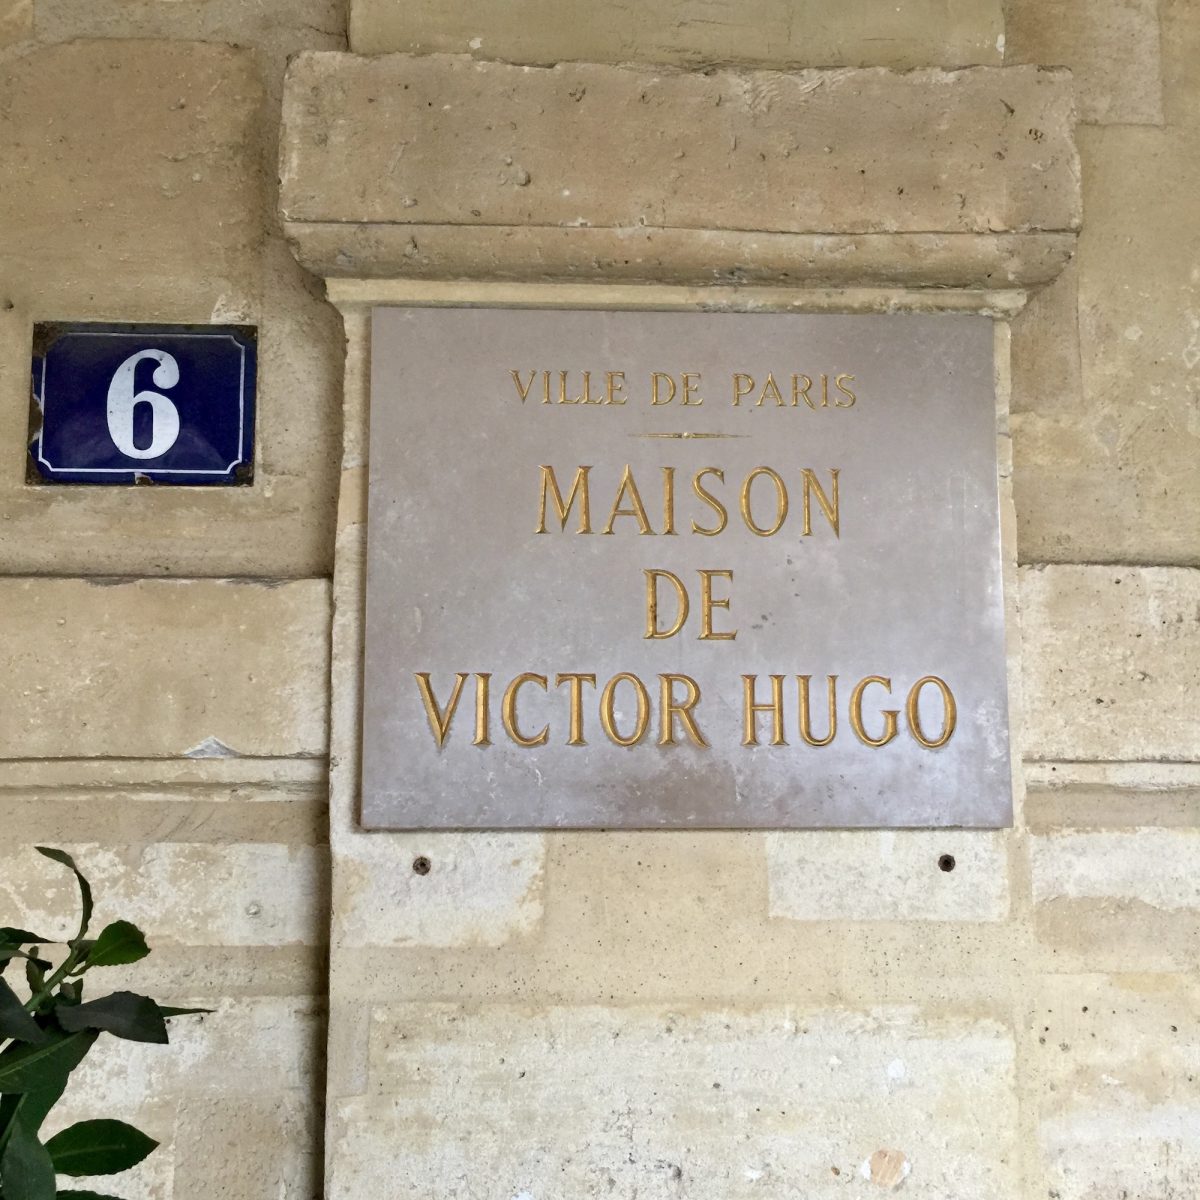 6
VILLE DE PARIS
MAISON
DE
VICTOR HUGO